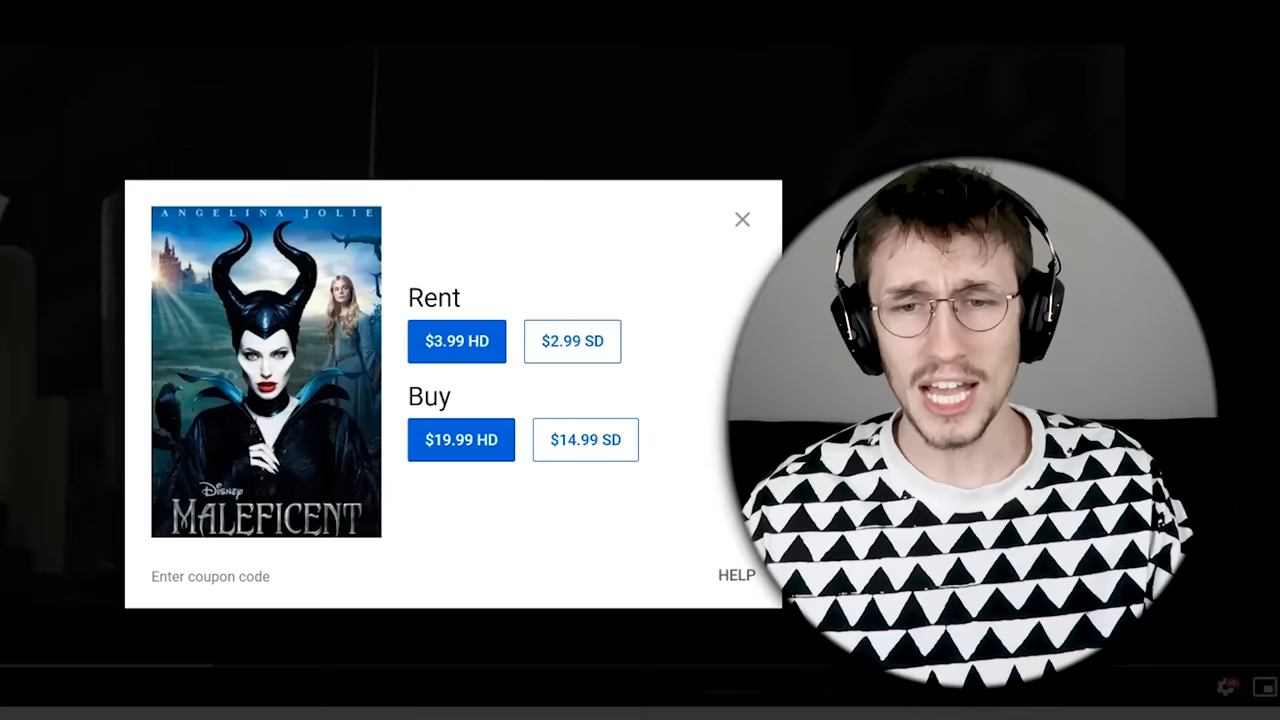 ANGELINA JOLIE
Disney
MALEFICENT
Rent
$3.99 HD
$2.99 SD
Buy
$19.99 HD
$14.99 SD
Enter coupon code
HELP